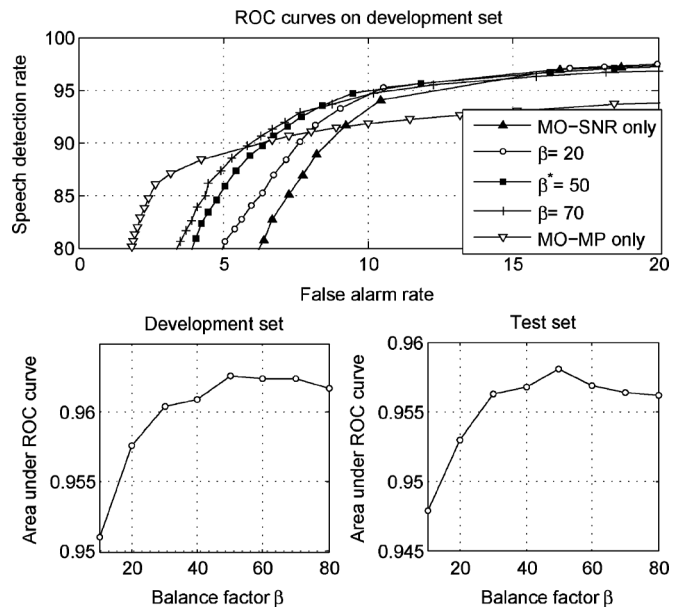 ROC curves on development set
Speech detection rate
100
95
90
85
80
0
5
10
15
20
False alarm rate
MO−SNR only
β= 20
β*= 50
β= 70
MO−MP only
Development set
Area under ROC curve
0.96
0.955
0.95
20
40
60
80
Balance factor β
Test set
Area under ROC curve
0.96
0.955
0.95
0.945
20
40
60
80
Balance factor β